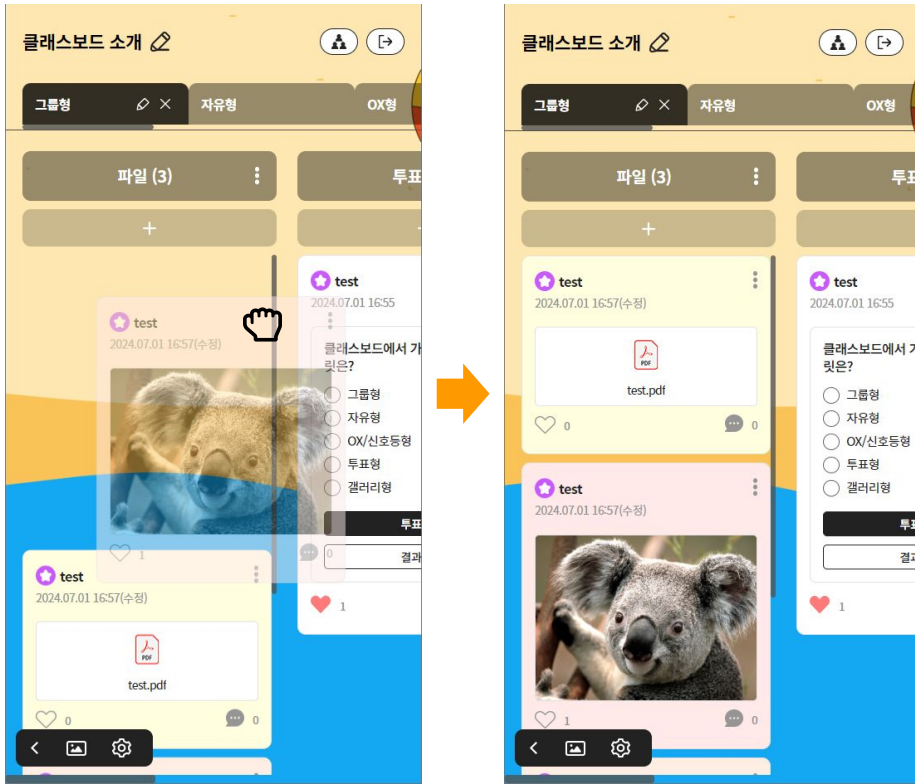 클래스보드 소개
그룹형
자유형
OX형
파일 (3)
투표
+
test
2024.07.01 16:55
test
2024.07.01 16:57(수정)
클래스보드에서 가
릿은?
그룹형
자유형
OX/신호등형
투표형
갤러리형
투표
결과
1
0
1
test
2024.07.01 16:57(수정)
PDF
test.pdf
0
0
클래스보드 소개
그룹형
자유형
OX형
파일 (3)
투표
+
test
2024.07.01 16:57(수정)
PDF
test.pdf
0
0
test
2024.07.01 16:57(수정)
1
0
test
2024.07.01 16:55
클래스보드에서 가
릿은?
그룹형
자유형
OX/신호등형
투표형
갤러리형
투표
결과
1